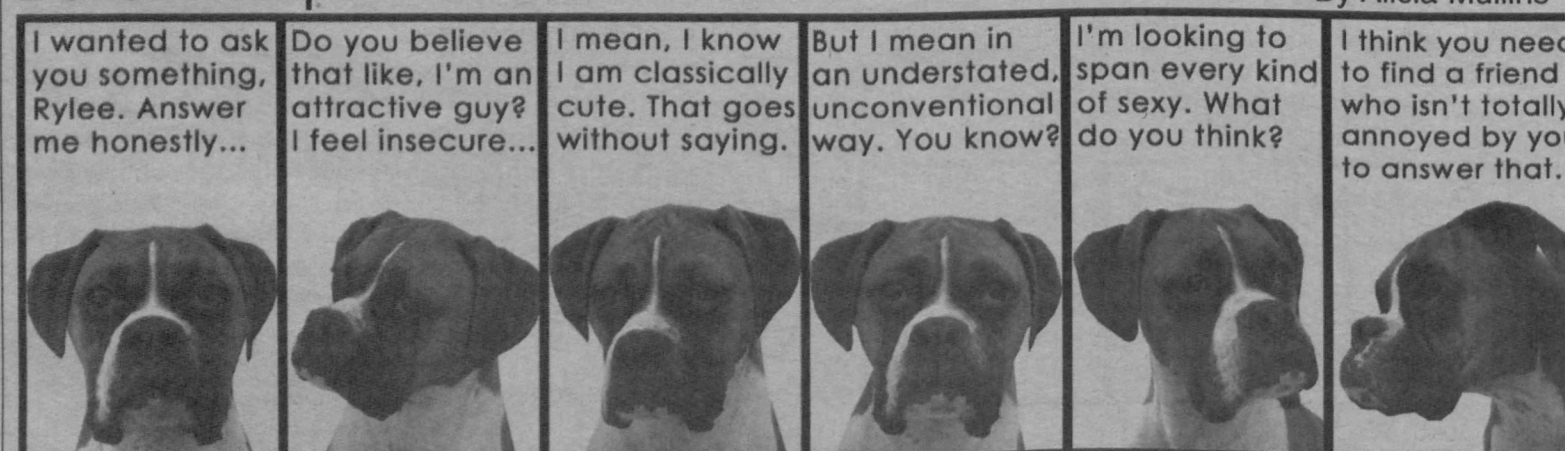 I wanted to ask
you something,
Rylee. Answer
me honestly...
Do you believe
that like, I'm an
attractive guy?
I feel insecure...
I mean, I know
I am classically
cute. That goes
without saying.
But I mean in
an understated,
unconventional
way. You know?
I'm looking to
span every kind
of sexy. What
do you think?
I think you need
to find a friend
who isn't totally
annoyed by you
to answer that.